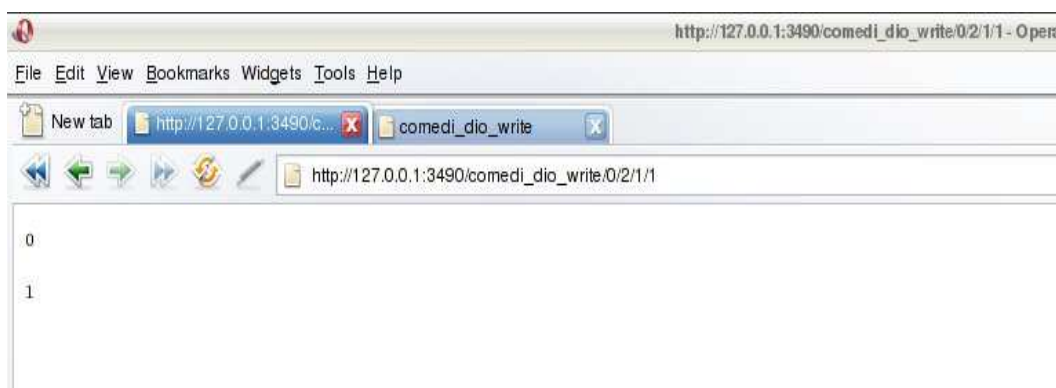 http://127.0.0.1:3490/comedi_dio_write/0/2/1/1 - Opera
File Edit View Bookmarks Widgets Tools Help
New tab http://127.0.0.1:3490/c... comedi_dio_write
http://127.0.0.1:3490/comedi_dio_write/0/2/1/1
0
1